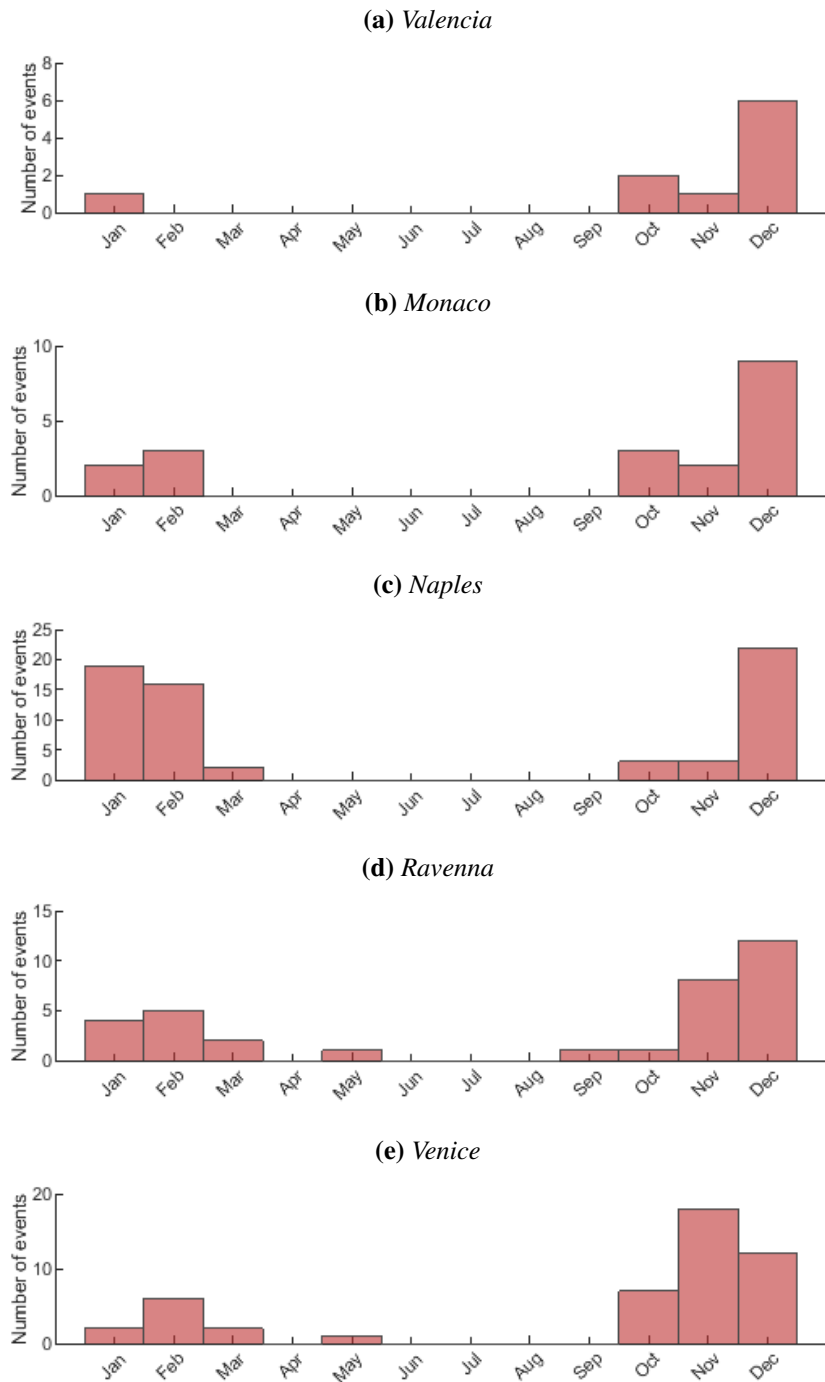 (a) Valencia
Number of events
8
6
4
2
0
Jan Feb Mar Apr May Jun Jul Aug Sep Oct Nov Dec
(b) Monaco
Number of events
10
5
0
Jan Feb Mar Apr May Jun Jul Aug Sep Oct Nov Dec
(c) Naples
Number of events
25
20
15
10
5
0
Jan Feb Mar Apr May Jun Jul Aug Sep Oct Nov Dec
(d) Ravenna
Number of events
15
10
5
0
Jan Feb Mar Apr May Jun Jul Aug Sep Oct Nov Dec
(e) Venice
Number of events
20
10
0
Jan Feb Mar Apr May Jun Jul Aug Sep Oct Nov Dec